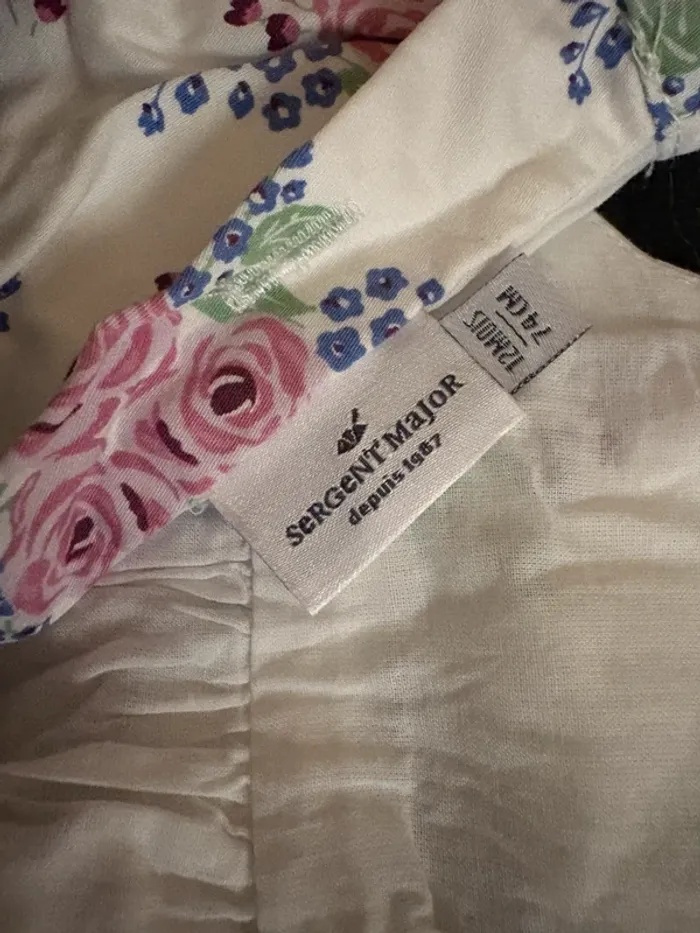 SeRGeNT MaJoR
depuis 1987
12MOIS
74CM